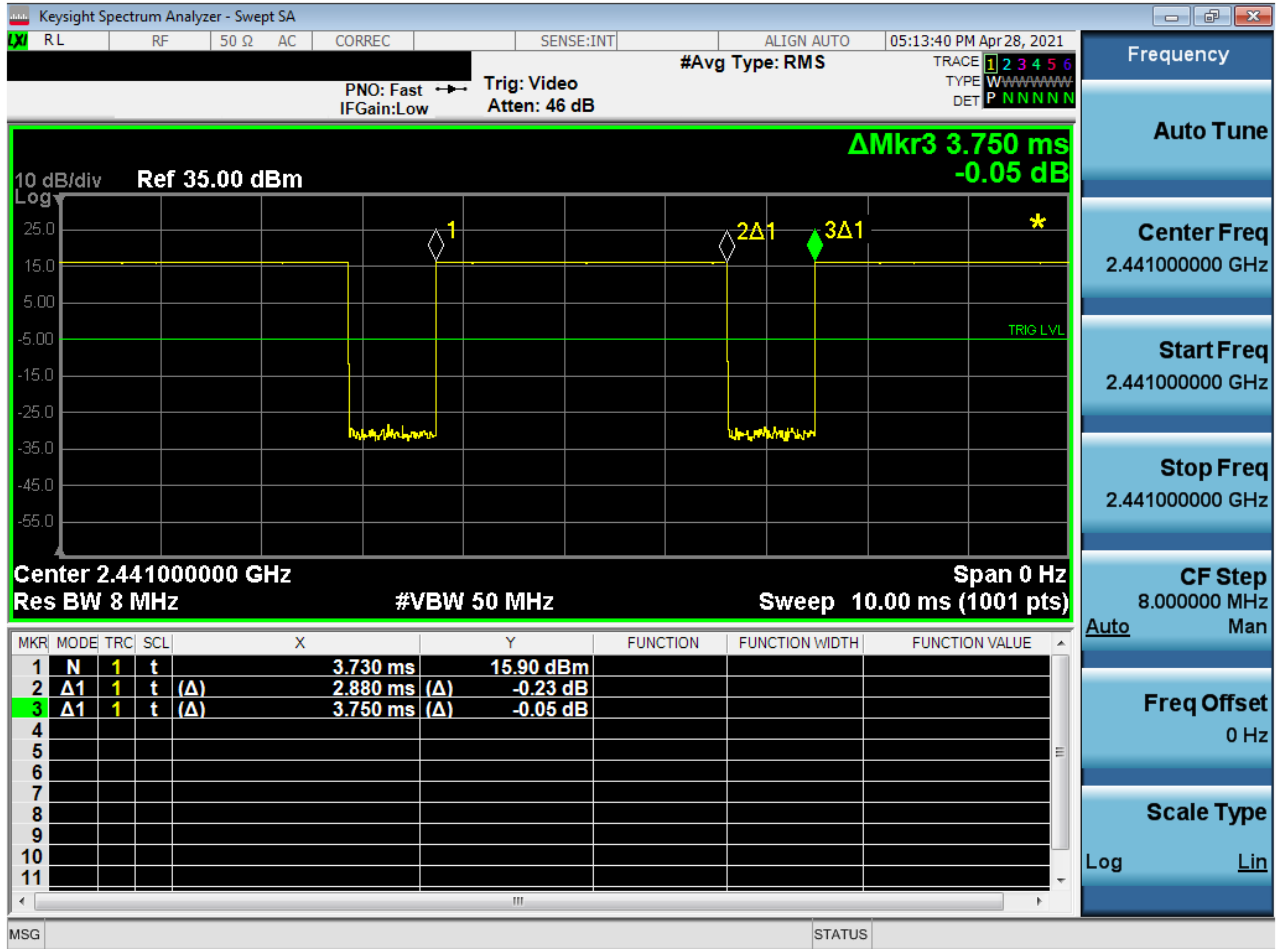 Keysight Spectrum Analyzer - Swept SA
LXI RL RF 50 Ω AC CORREC SENSE:INT ALIGN AUTO 05:13:40 PM Apr 28, 2021
#Avg Type: RMS TRACE 1 2 3 4 5 6
PNO: Fast Trig: Video TYPE WWWWWWW
IFGain:Low Atten: 46 dB DET P N N N N N
Frequency
Auto Tune
Center Freq
2.441000000 GHz
Start Freq
2.441000000 GHz
Stop Freq
2.441000000 GHz
CF Step
8.000000 MHz
Auto Man
Freq Offset
0 Hz
Scale Type
Log Lin
ΔMkr3 3.750 ms
-0.05 dB
10 dB/div Ref 35.00 dBm
Log
1 2Δ1 3Δ1 *
25.0
15.0
5.00
-5.00
TRIG LVL
-15.0
-25.0
-35.0
-45.0
-55.0
Center 2.441000000 GHz Span 0 Hz
Res BW 8 MHz #VBW 50 MHz Sweep 10.00 ms (1001 pts)
MKR MODE TRC SCL X Y FUNCTION FUNCTION WIDTH FUNCTION VALUE
1 N 1 t 3.730 ms 15.90 dBm
2 Δ1 1 t (Δ) 2.880 ms (Δ) -0.23 dB
3 Δ1 1 t (Δ) 3.750 ms (Δ) -0.05 dB
4
5
6
7
8
9
10
11
MSG STATUS